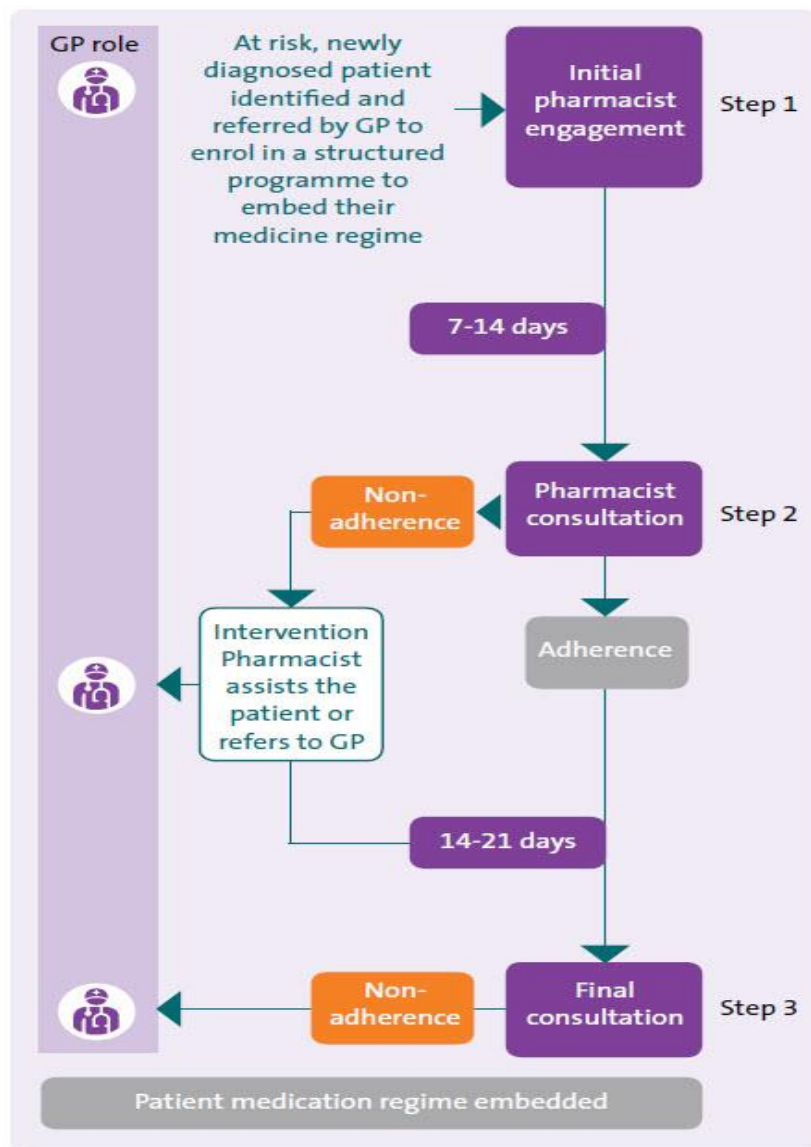 GP role
At risk, newly
diagnosed patient
identified and
referred by GP to
enrol in a structured
programme to
embed their
medicine regime
Initial
pharmacist
engagement
Step 1
7-14 days
Non-
adherence
Pharmacist
consultation
Step 2
Intervention
Pharmacist
assists the
patient or
refers to GP
Adherence
14-21 days
Non-
adherence
Final
consultation
Step 3
Patient medication regime embedded